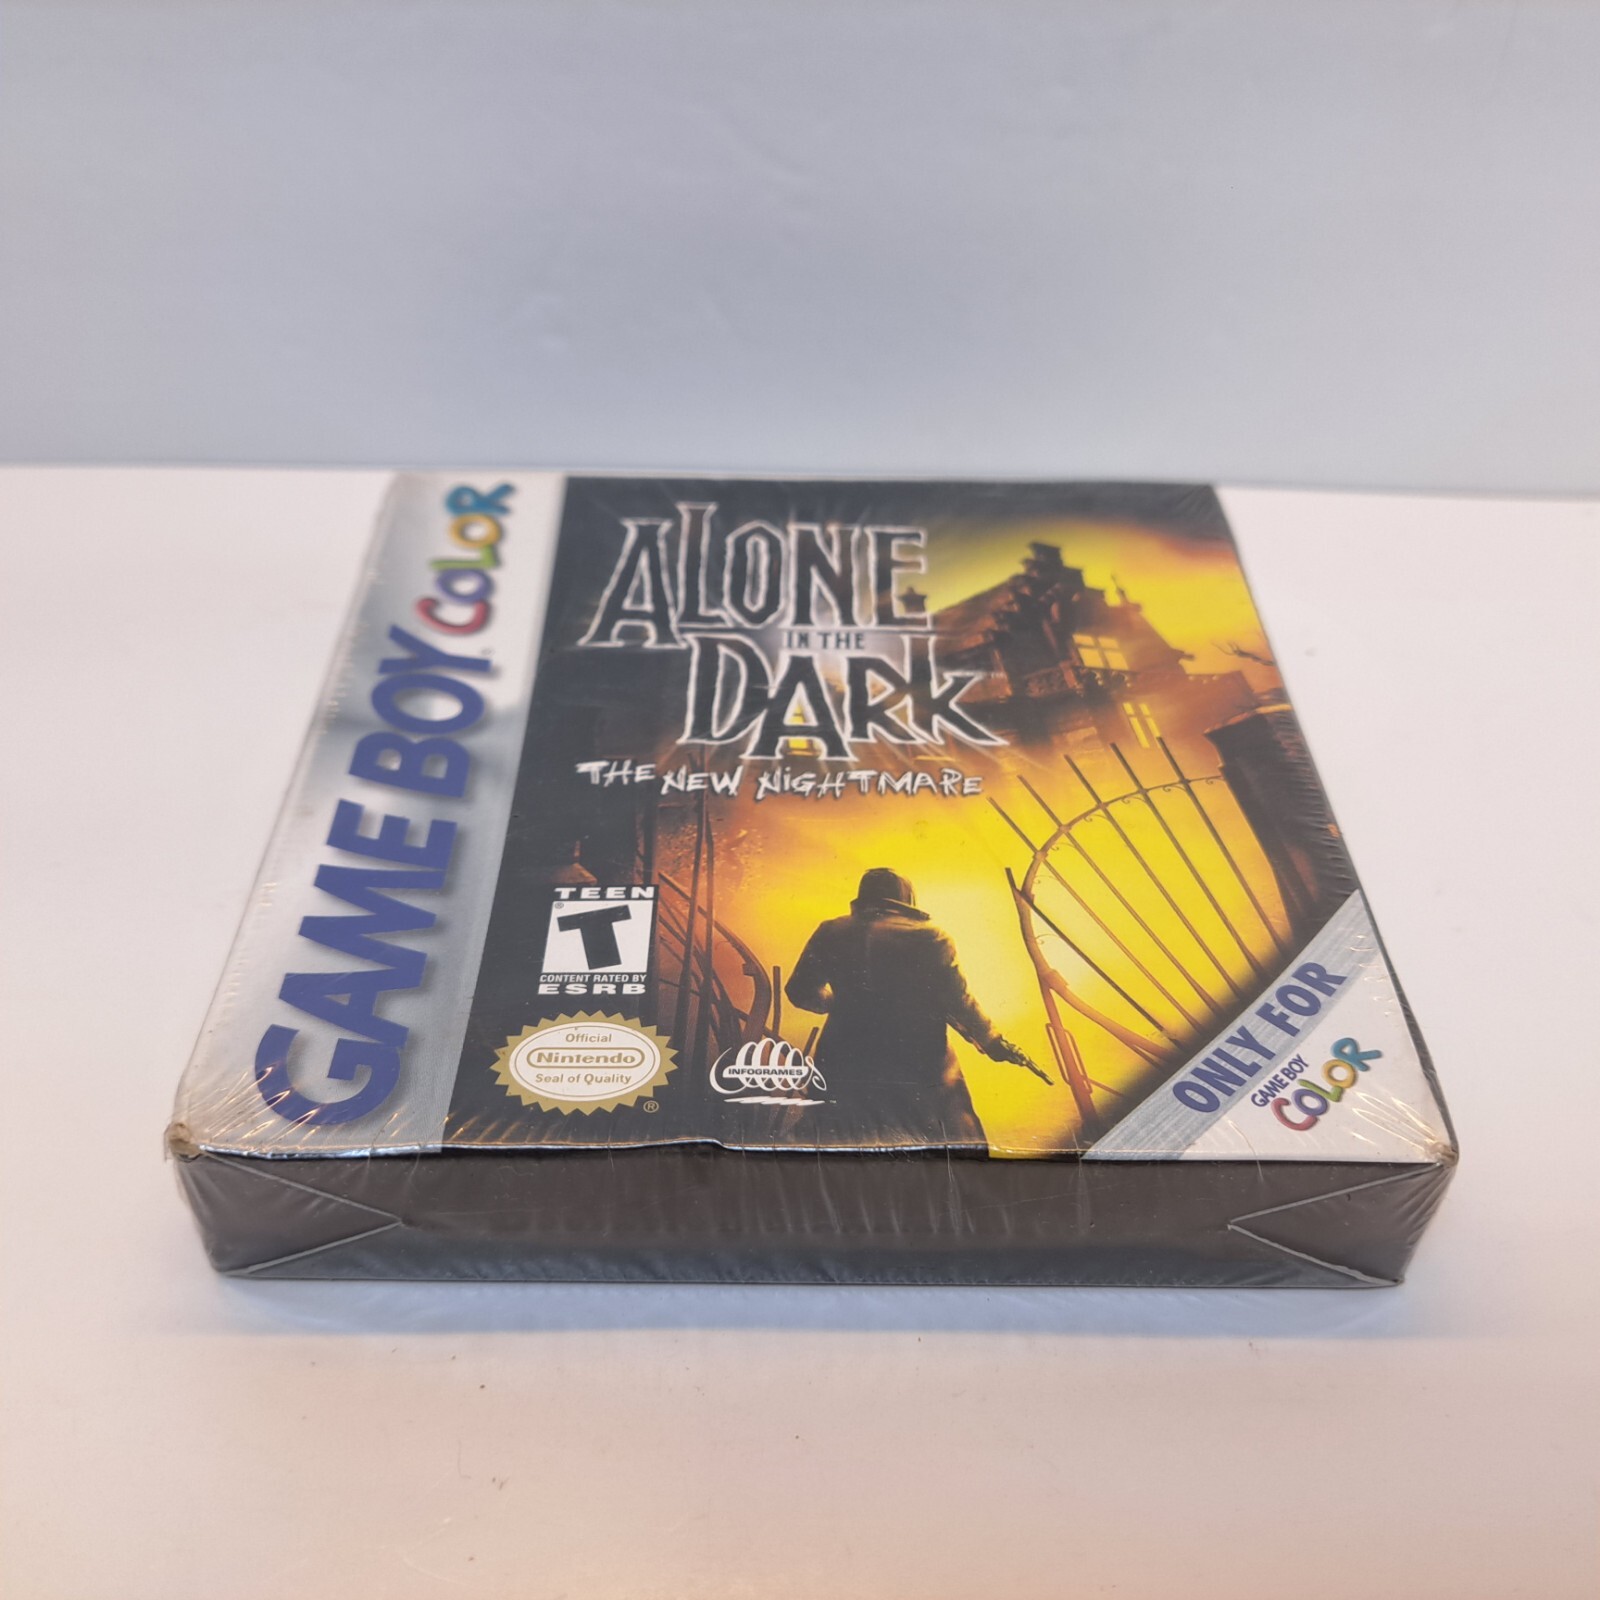 GAME BOY COLOR
ALONE
IN THE
DARK™
THE NEW NIGHTMARE
TEEN
T
®
CONTENT RATED BY
ESRB
Official
Nintendo
Seal of Quality
®
INFOGRAMES
ONLY FOR
GAME BOY
COLOR